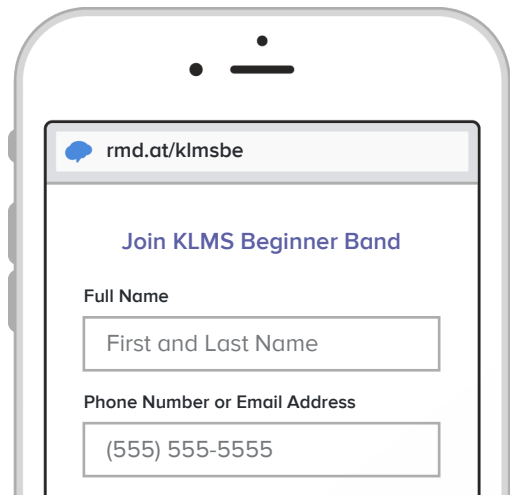 rmd.at/klmsbe
Join KLMS Beginner Band
Full Name
First and Last Name
Phone Number or Email Address
(555) 555-5555